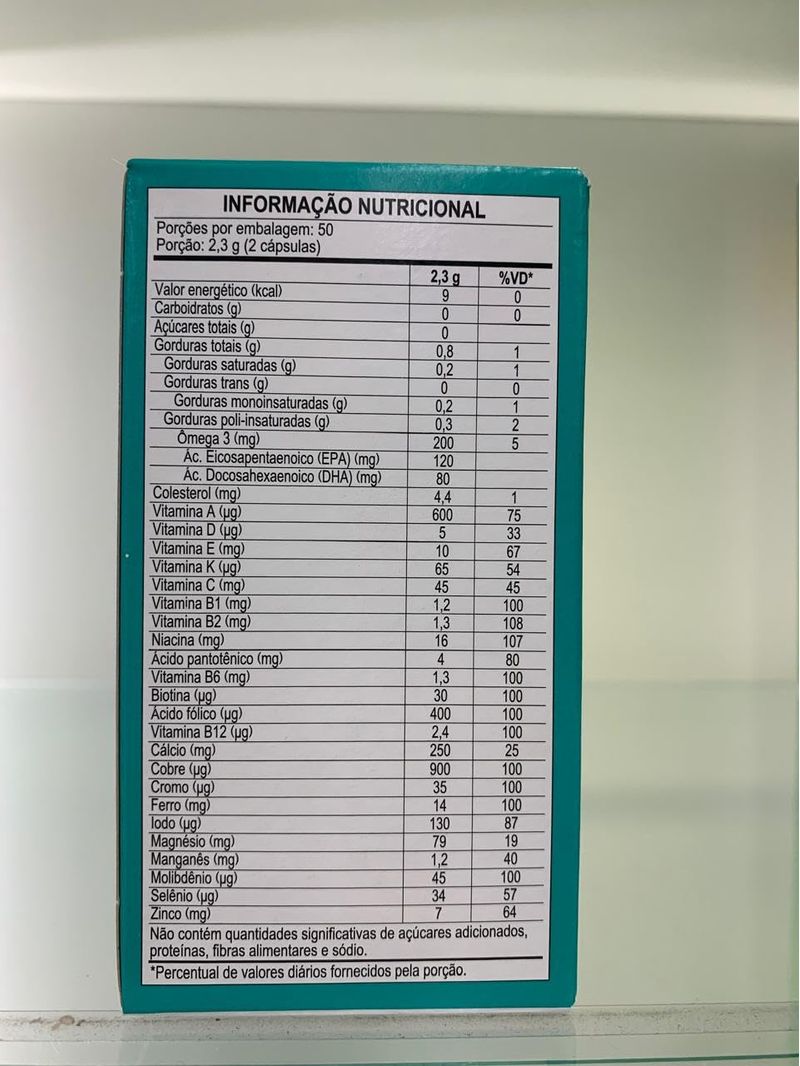 INFORMAÇÃO NUTRICIONAL
Porções por embalagem: 50
Porção: 2,3 g (2 cápsulas)
2,3 g %VD*
Valor energético (kcal) 9 0
Carboidratos (g) 0 0
Açúcares totais (g) 0
Gorduras totais (g) 0,8 1
Gorduras saturadas (g) 0,2 1
Gorduras trans (g) 0 0
Gorduras monoinsaturadas (g) 0,2 1
Gorduras poli-insaturadas (g) 0,3 2
Ômega 3 (mg) 200 5
Ác. Eicosapentaenoico (EPA) (mg) 120
Ác. Docosahexaenoico (DHA) (mg) 80
Colesterol (mg) 4,4 1
Vitamina A (µg) 600 75
Vitamina D (µg) 5 33
Vitamina E (mg) 10 67
Vitamina K (µg) 65 54
Vitamina C (mg) 45 45
Vitamina B1 (mg) 1,2 100
Vitamina B2 (mg) 1,3 108
Niacina (mg) 16 107
Ácido pantotênico (mg) 4 80
Vitamina B6 (mg) 1,3 100
Biotina (µg) 30 100
Ácido fólico (µg) 400 100
Vitamina B12 (µg) 2,4 100
Cálcio (mg) 250 25
Cobre (µg) 900 100
Cromo (µg) 35 100
Ferro (mg) 14 100
Iodo (µg) 130 87
Magnésio (mg) 79 19
Manganês (mg) 1,2 40
Molibdênio (µg) 45 100
Selênio (µg) 34 57
Zinco (mg) 7 64
Não contém quantidades significativas de açúcares adicionados,
proteínas, fibras alimentares e sódio.
*Percentual de valores diários fornecidos pela porção.